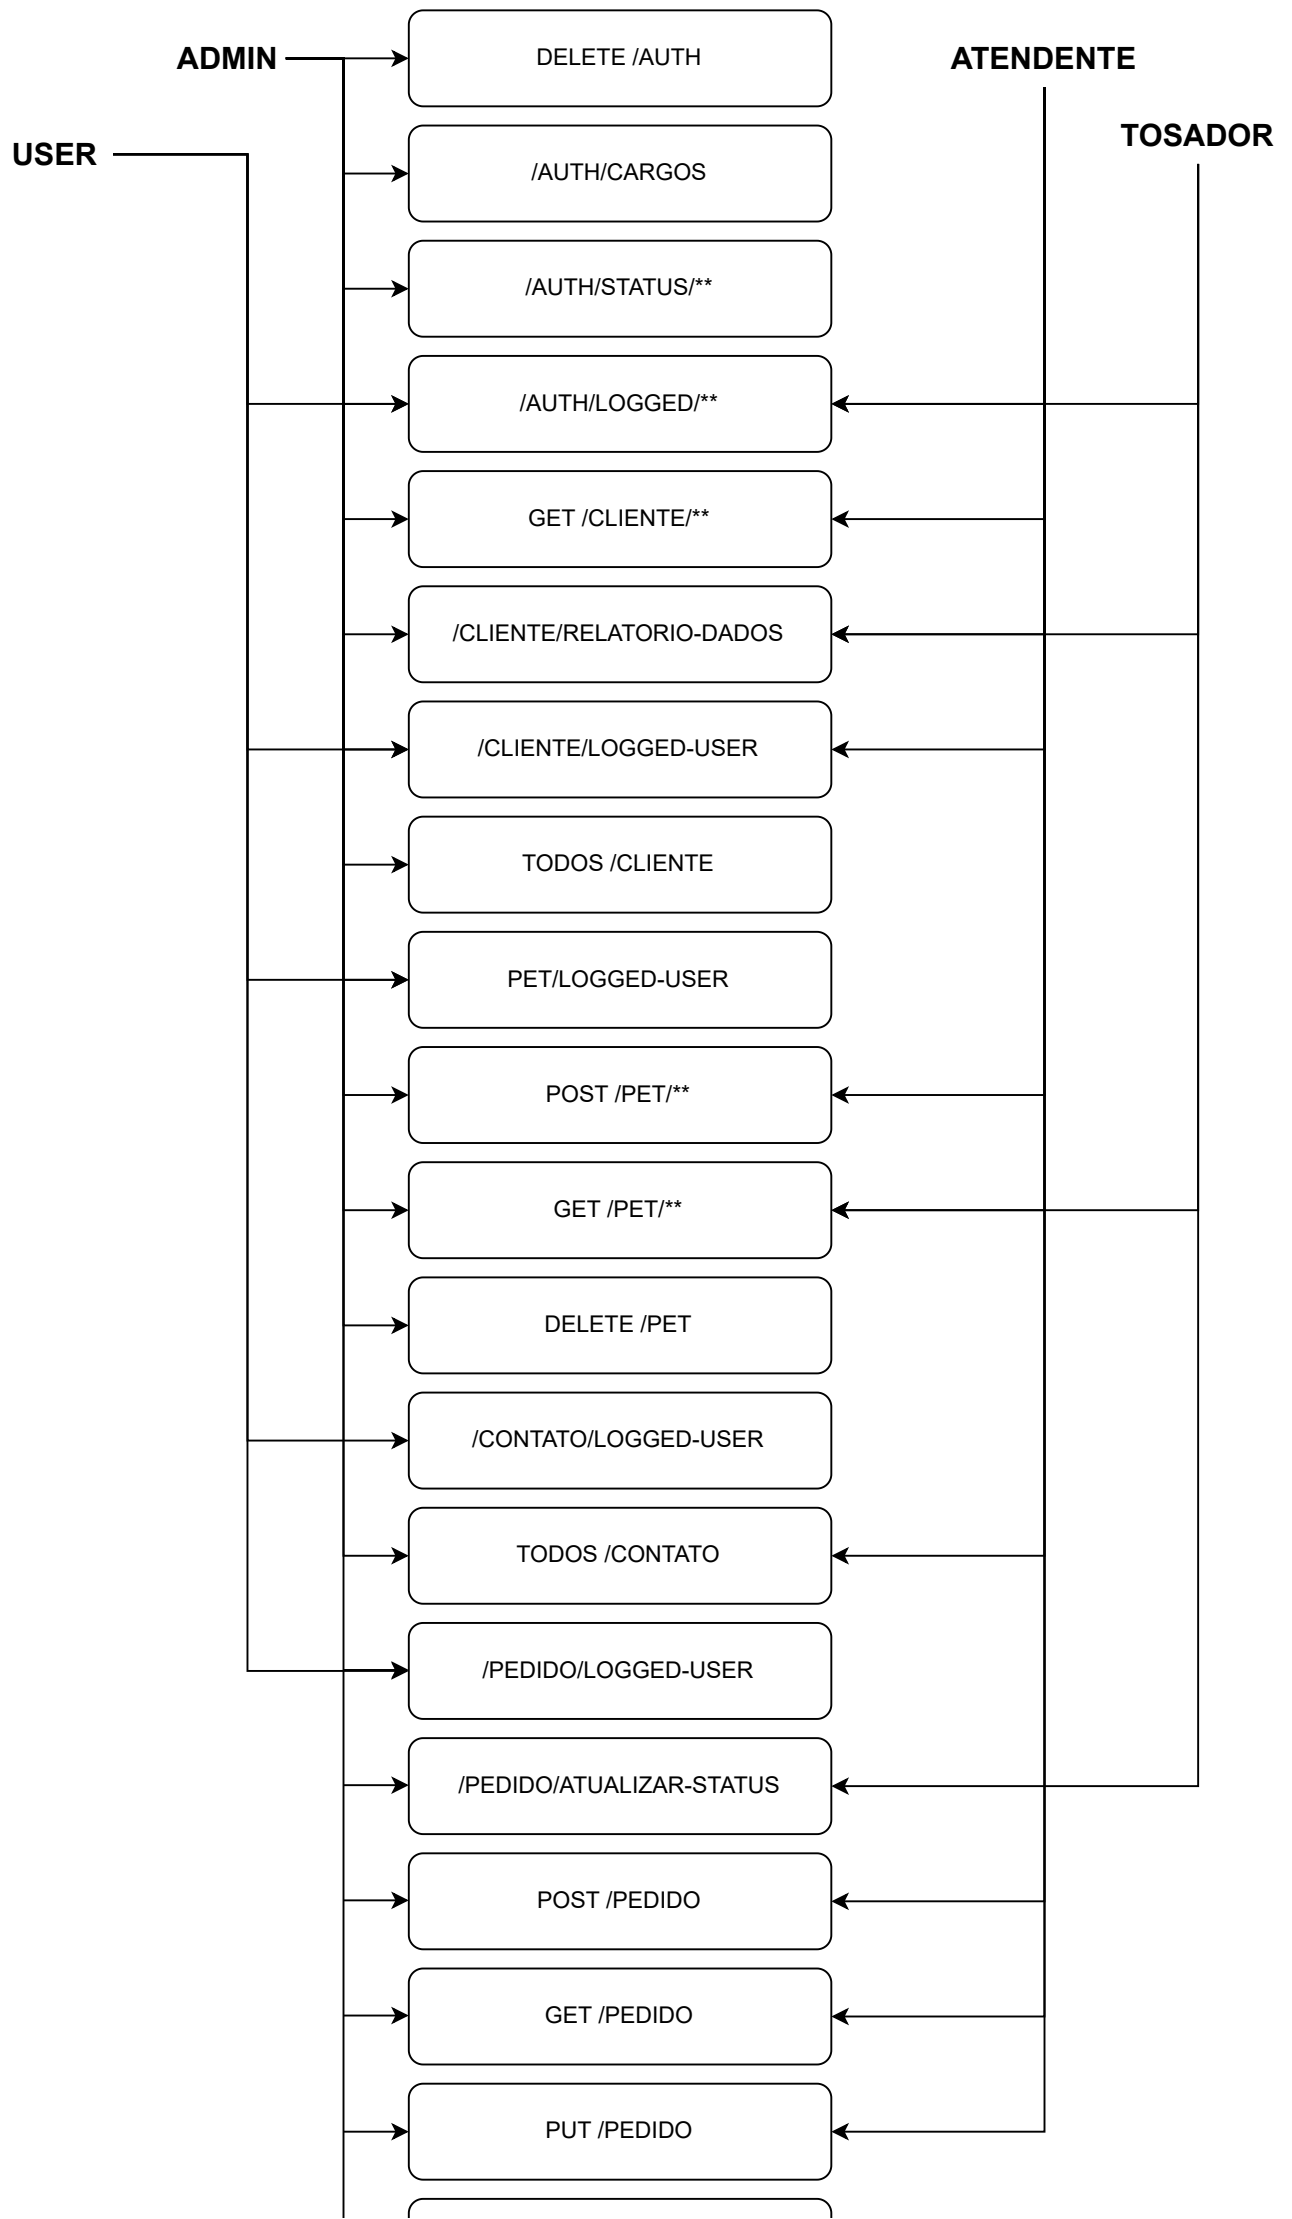 ADMIN
DELETE /AUTH
ATENDENTE
TOSADOR
USER
/AUTH/CARGOS
/AUTH/STATUS/**
/AUTH/LOGGED/**
GET /CLIENTE/**
/CLIENTE/RELATORIO-DADOS
/CLIENTE/LOGGED-USER
TODOS /CLIENTE
PET/LOGGED-USER
POST /PET/**
GET /PET/**
DELETE /PET
/CONTATO/LOGGED-USER
TODOS /CONTATO
/PEDIDO/LOGGED-USER
/PEDIDO/ATUALIZAR-STATUS
POST /PEDIDO
GET /PEDIDO
PUT /PEDIDO